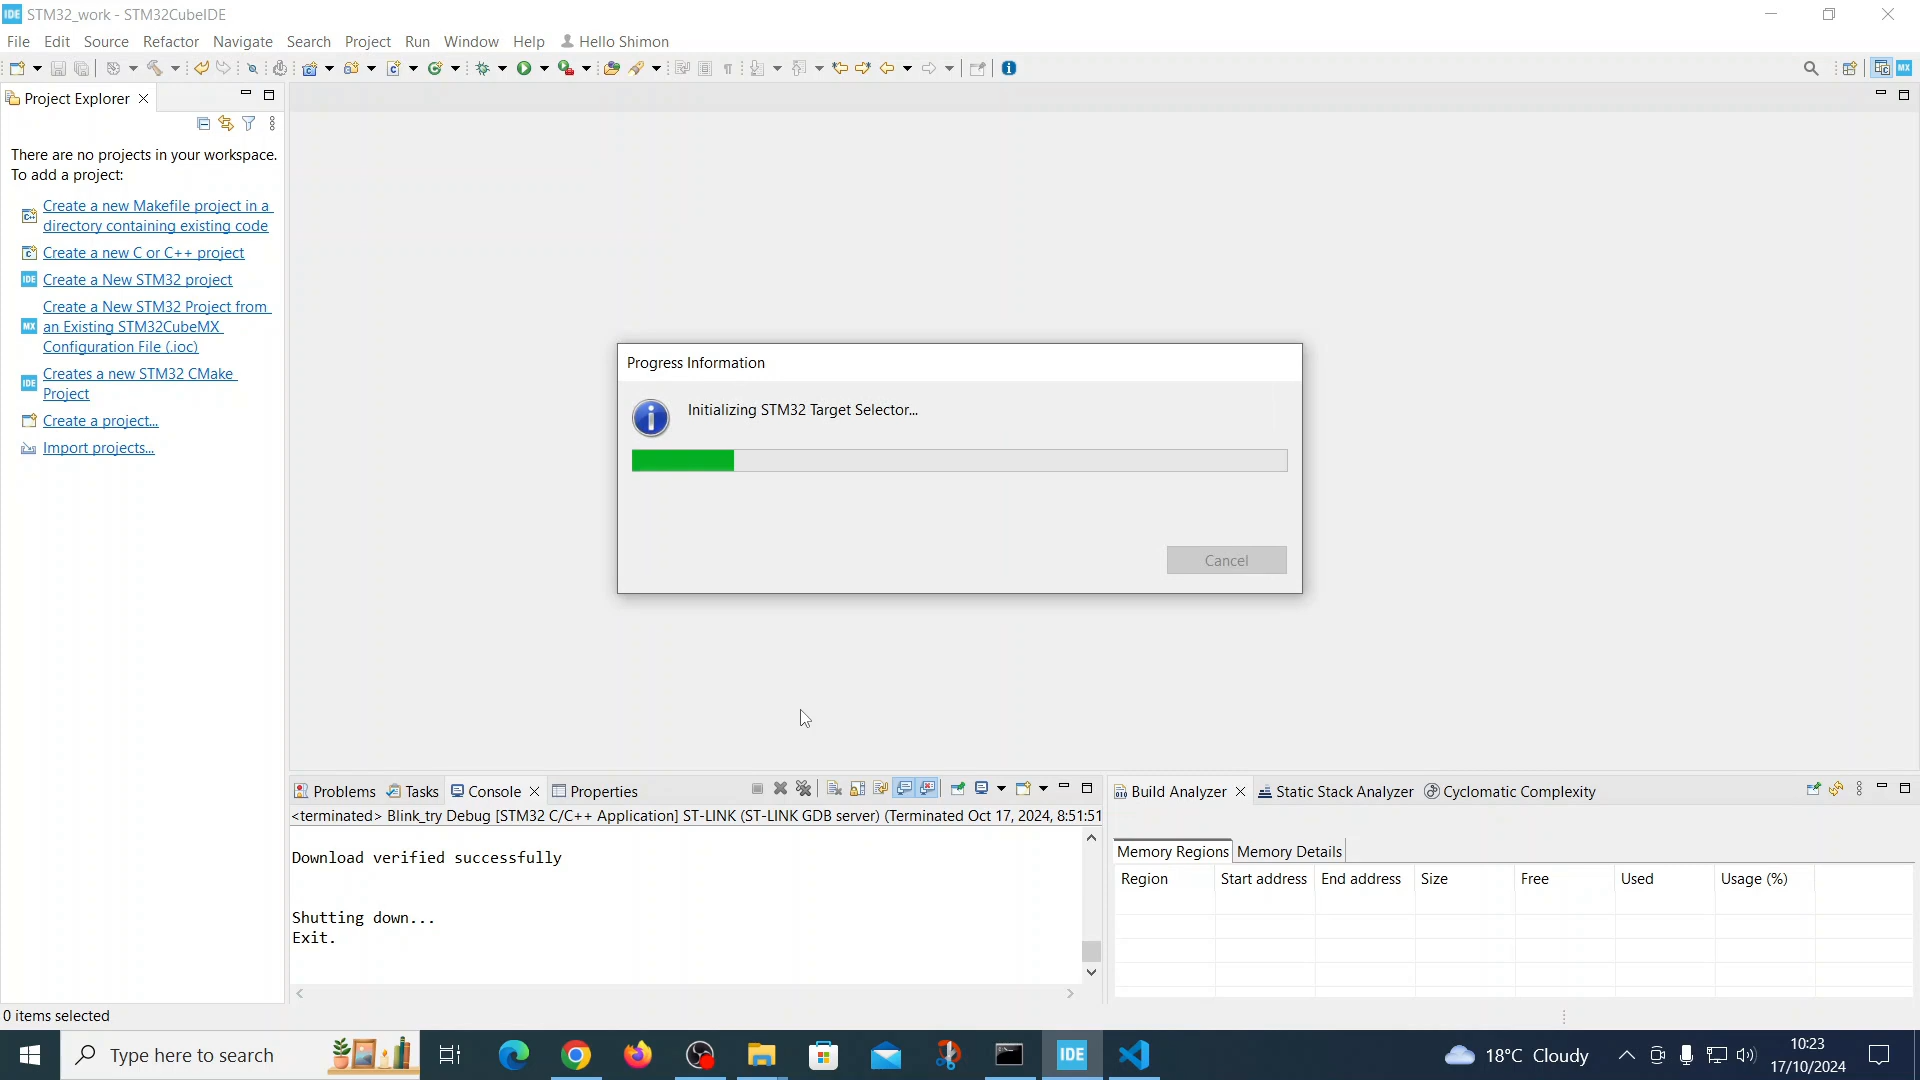 IDE STM32_work - STM32CubeIDE
File Edit Source Refactor Navigate Search Project Run Window Help Hello Shimon
MX
Project Explorer
There are no projects in your workspace.
To add a project:
Create a new Makefile project in a
directory containing existing code
Create a new C or C++ project
IDE Create a New STM32 project
Create a New STM32 Project from
MX an Existing STM32CubeMX
Configuration File (.ioc)
IDE Creates a new STM32 CMake
Project
Create a project...
Import projects...
Progress Information
Initializing STM32 Target Selector...
Cancel
Problems Tasks Console Properties
<terminated> Blink_try Debug [STM32 C/C++ Application] ST-LINK (ST-LINK GDB server) (Terminated Oct 17, 2024, 8:51:51
Download verified successfully
Shutting down...
Exit.
Build Analyzer Static Stack Analyzer Cyclomatic Complexity
Memory Regions Memory Details
Region Start address End address Size Free Used Usage (%)
0 items selected
Type here to search
IDE
18°C Cloudy
10:23
17/10/2024